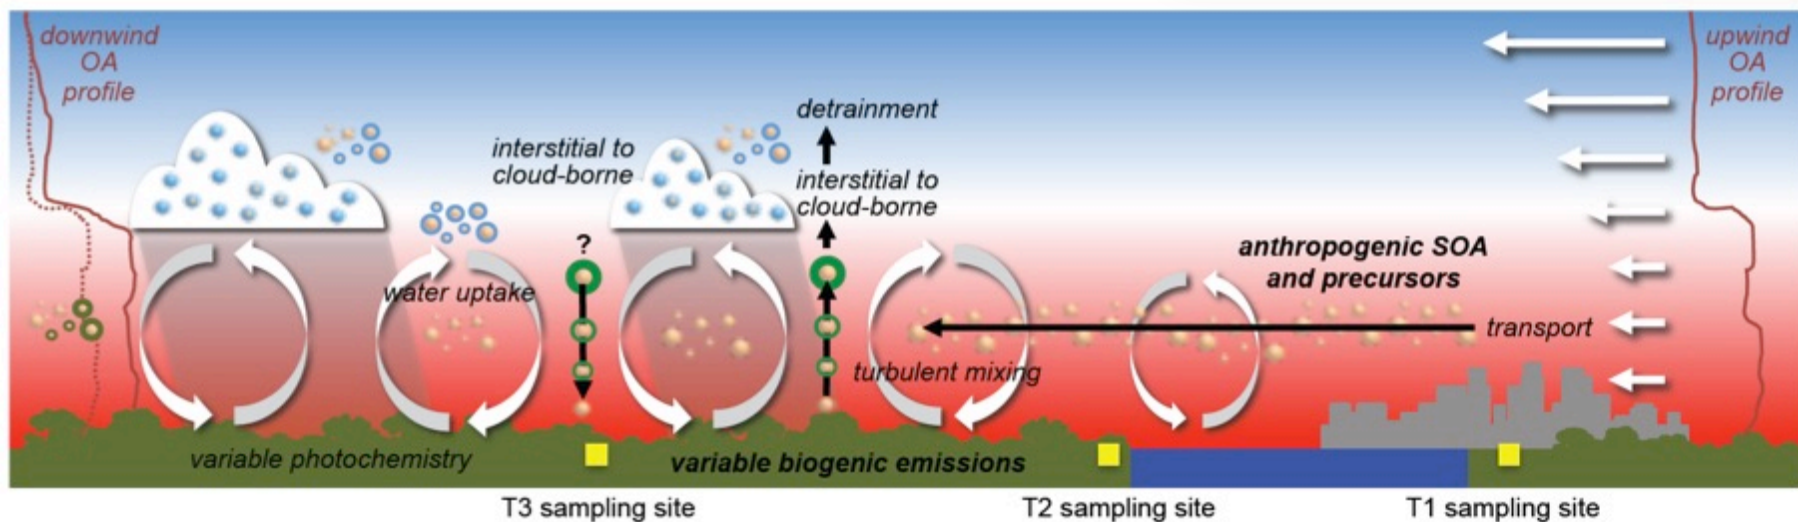 downwind
OA
profile
upwind
OA
profile
detrainment
interstitial to
cloud-borne
interstitial to
cloud-borne
?
anthropogenic SOA
and precursors
water uptake
transport
turbulent mixing
variable photochemistry
variable biogenic emissions
T3 sampling site
T2 sampling site
T1 sampling site